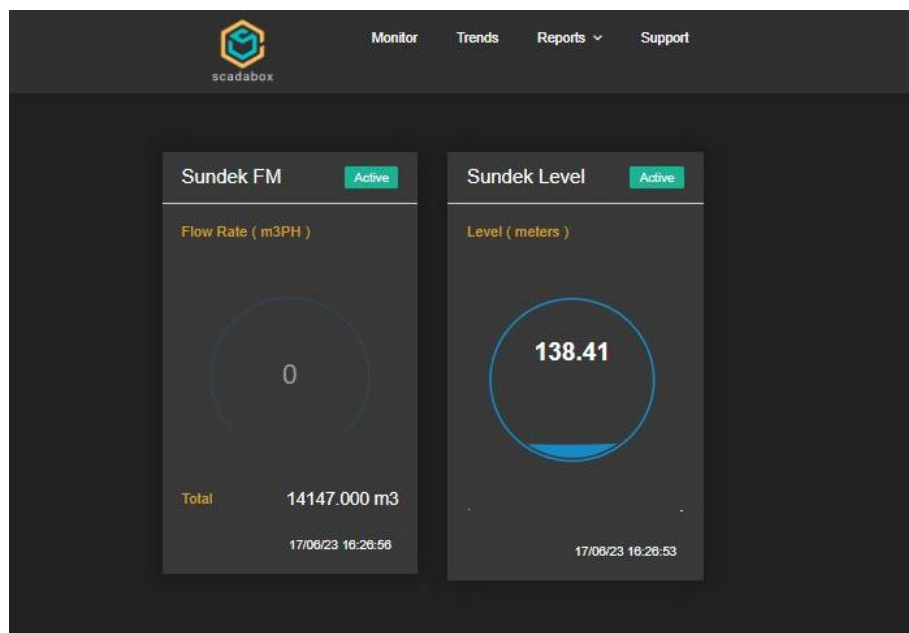 scadabox
Monitor Trends Reports Support
Sundek FM Active
Flow Rate ( m3PH )
0
Total 14147.000 m3
17/06/23 16:26:56
Sundek Level Active
Level ( meters )
138.41
17/06/23 16:26:53